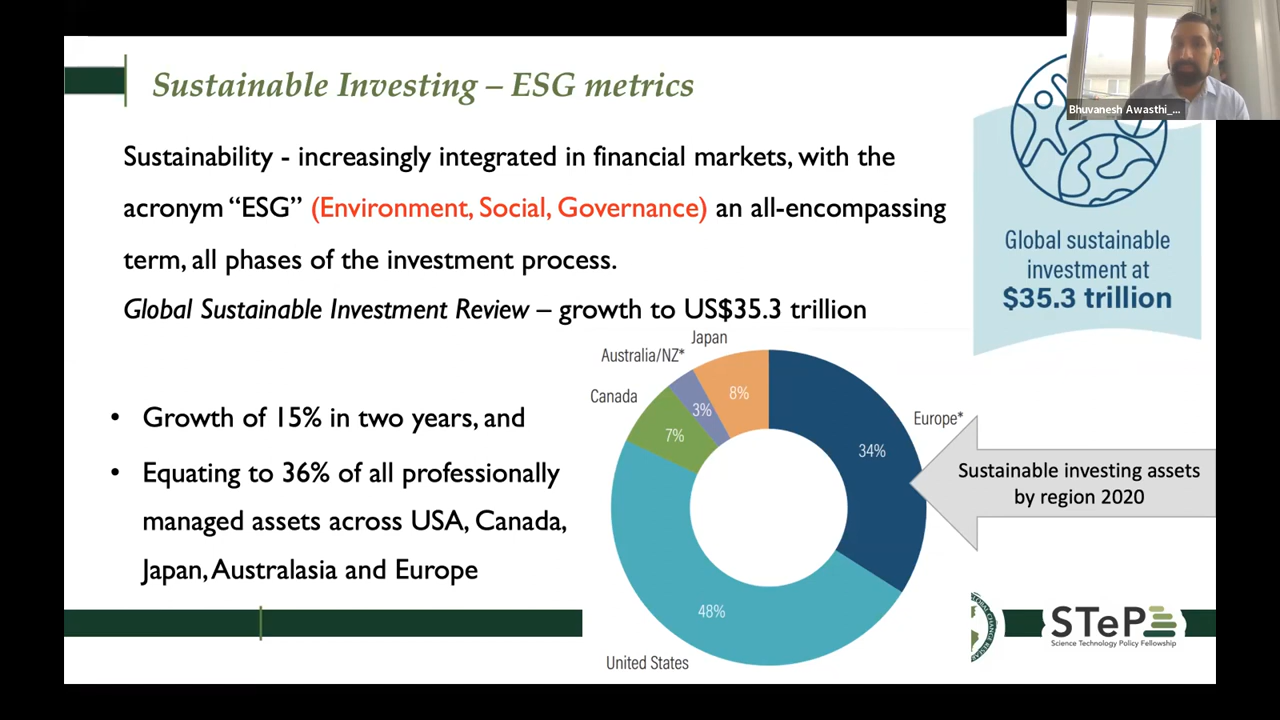 Sustainable Investing – ESG metrics
Bhuvanesh Awasthi_...
Sustainability - increasingly integrated in financial markets, with the
acronym “ESG” (Environment, Social, Governance) an all-encompassing
term, all phases of the investment process.
Global Sustainable Investment Review – growth to US$35.3 trillion
Global sustainable
investment at
$35.3 trillion
• Growth of 15% in two years, and
• Equating to 36% of all professionally
managed assets across USA, Canada,
Japan, Australasia and Europe
Japan
Australia/NZ*
Canada
Europe*
United States
8%
3%
7%
34%
48%
Sustainable investing assets
by region 2020
GLOBAL CHANGE
STeP
Science Technology Policy Fellowship